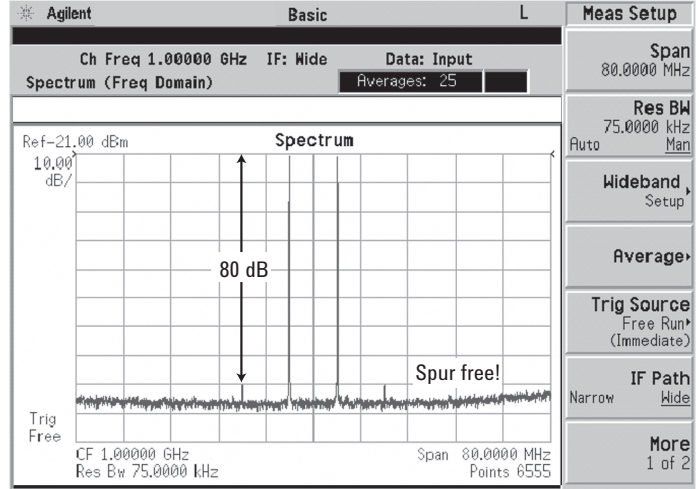 Agilent Basic L
Ch Freq 1.00000 GHz IF: Wide Data: Input
Spectrum (Freq Domain) Averages: 25
Ref-21.00 dBm Spectrum
10.00
dB/
80 dB
Spur free!
Trig
Free
CF 1.00000 GHz Span 80.0000 MHz
Res Bw 75.0000 kHz Points 6555
Meas Setup
Span
80.0000 MHz
Res BW
75.0000 kHz
Auto Man
Wideband
Setup
Average
Trig Source
Free Run
(Immediate)
IF Path
Narrow Wide
More
1 of 2